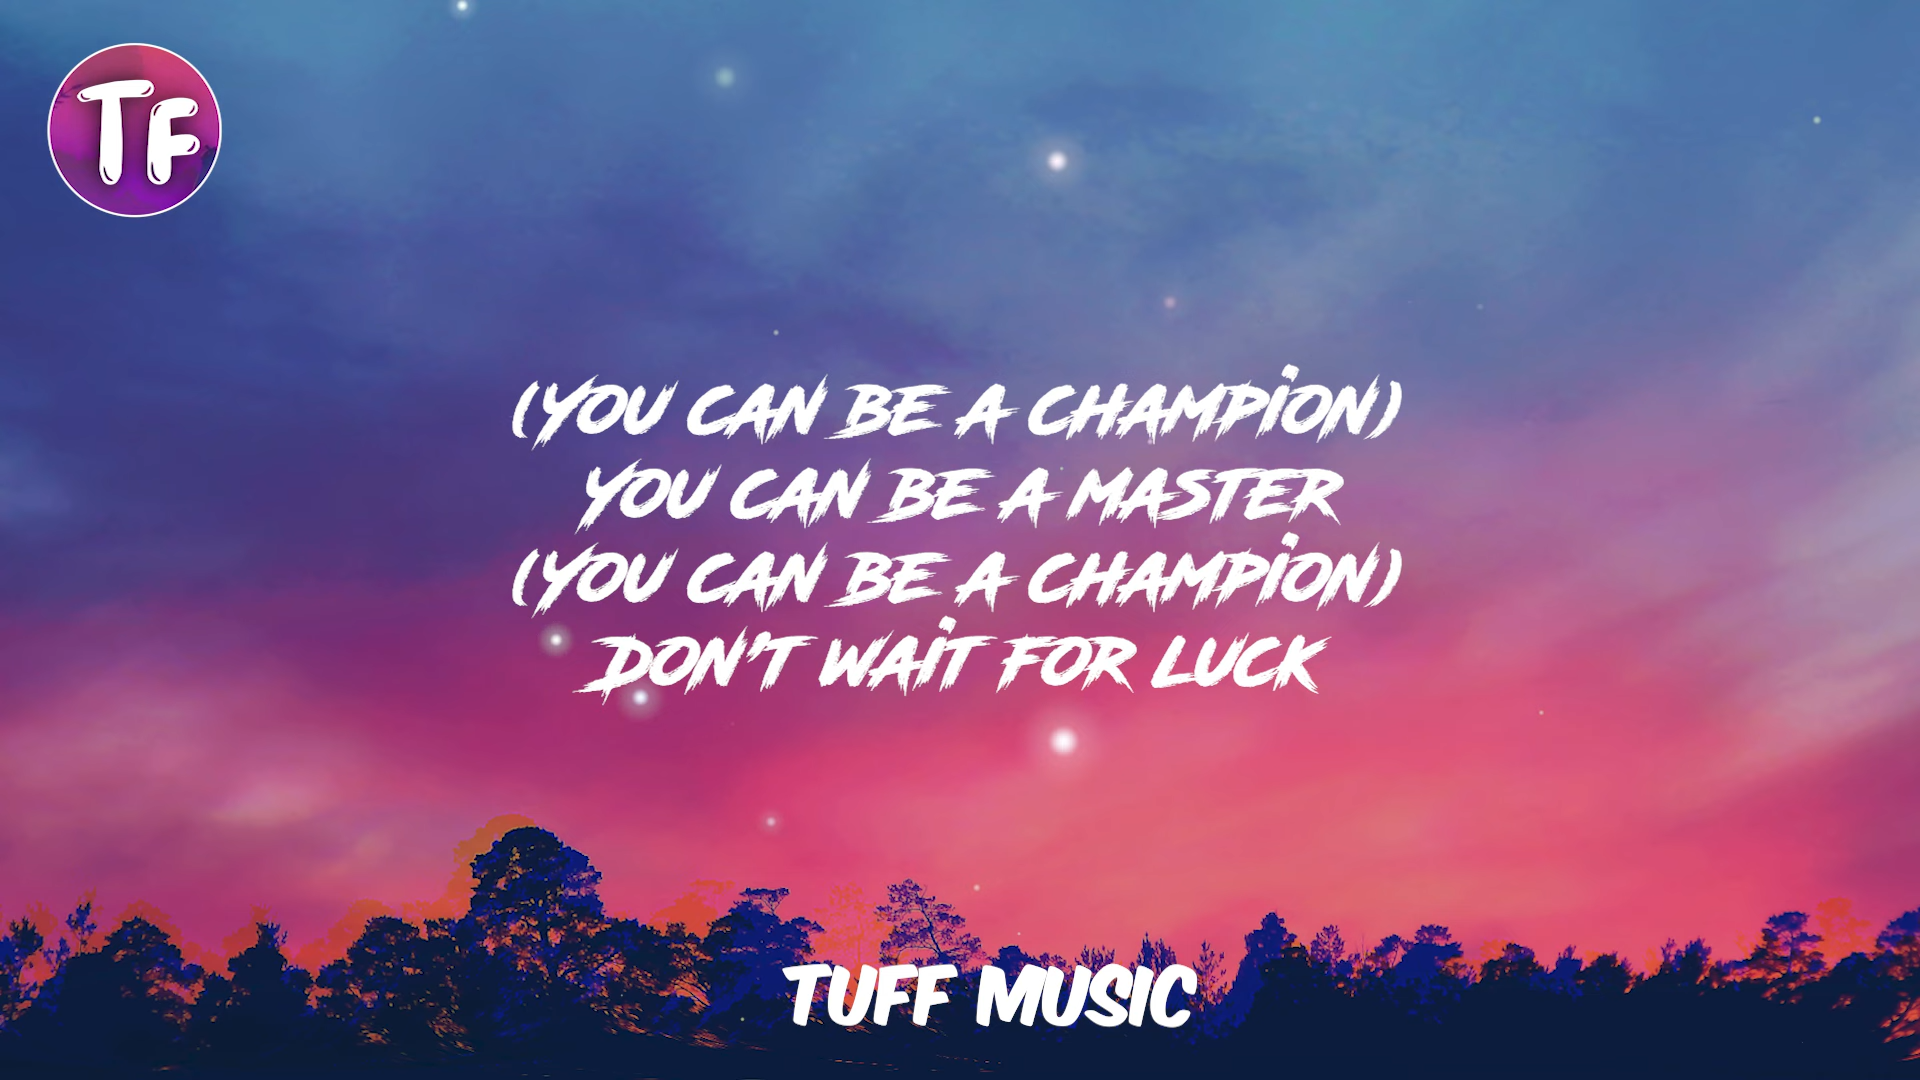 TF
(YOU CAN BE A CHAMPION)
YOU CAN BE A MASTER
(YOU CAN BE A CHAMPION)
DON'T WAIT FOR LUCK
TUFF MUSIC